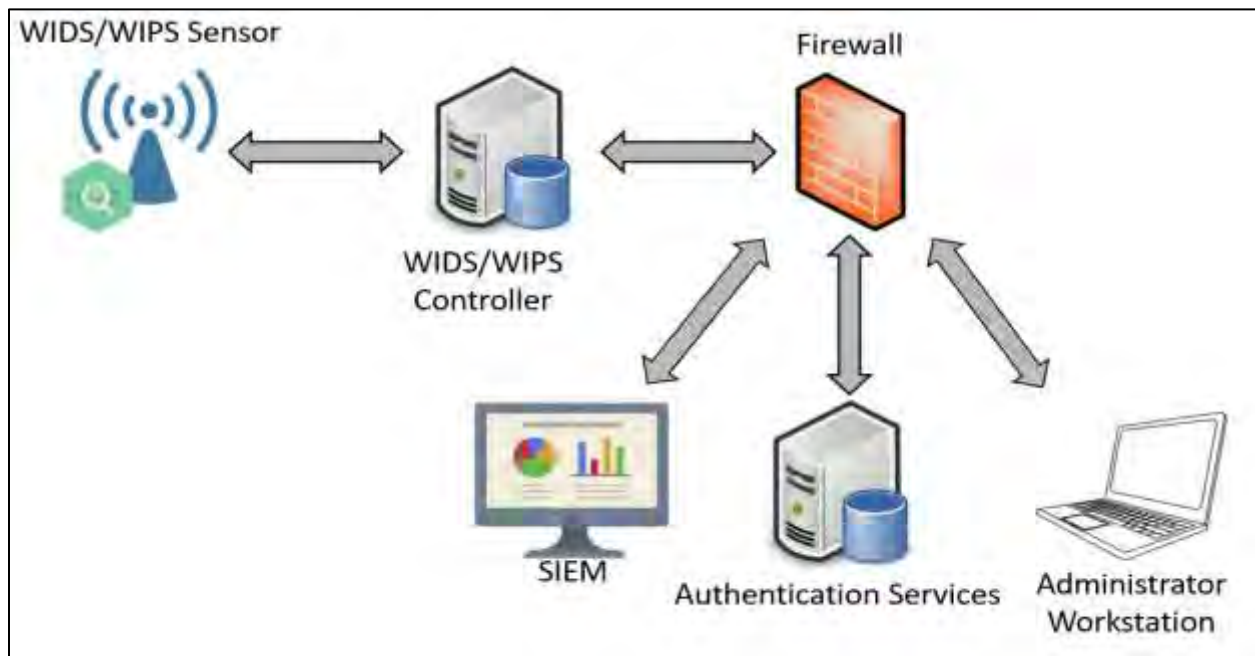 WIDS/WIPS Sensor
Firewall
WIDS/WIPS
Controller
SIEM
Authentication Services
Administrator
Workstation